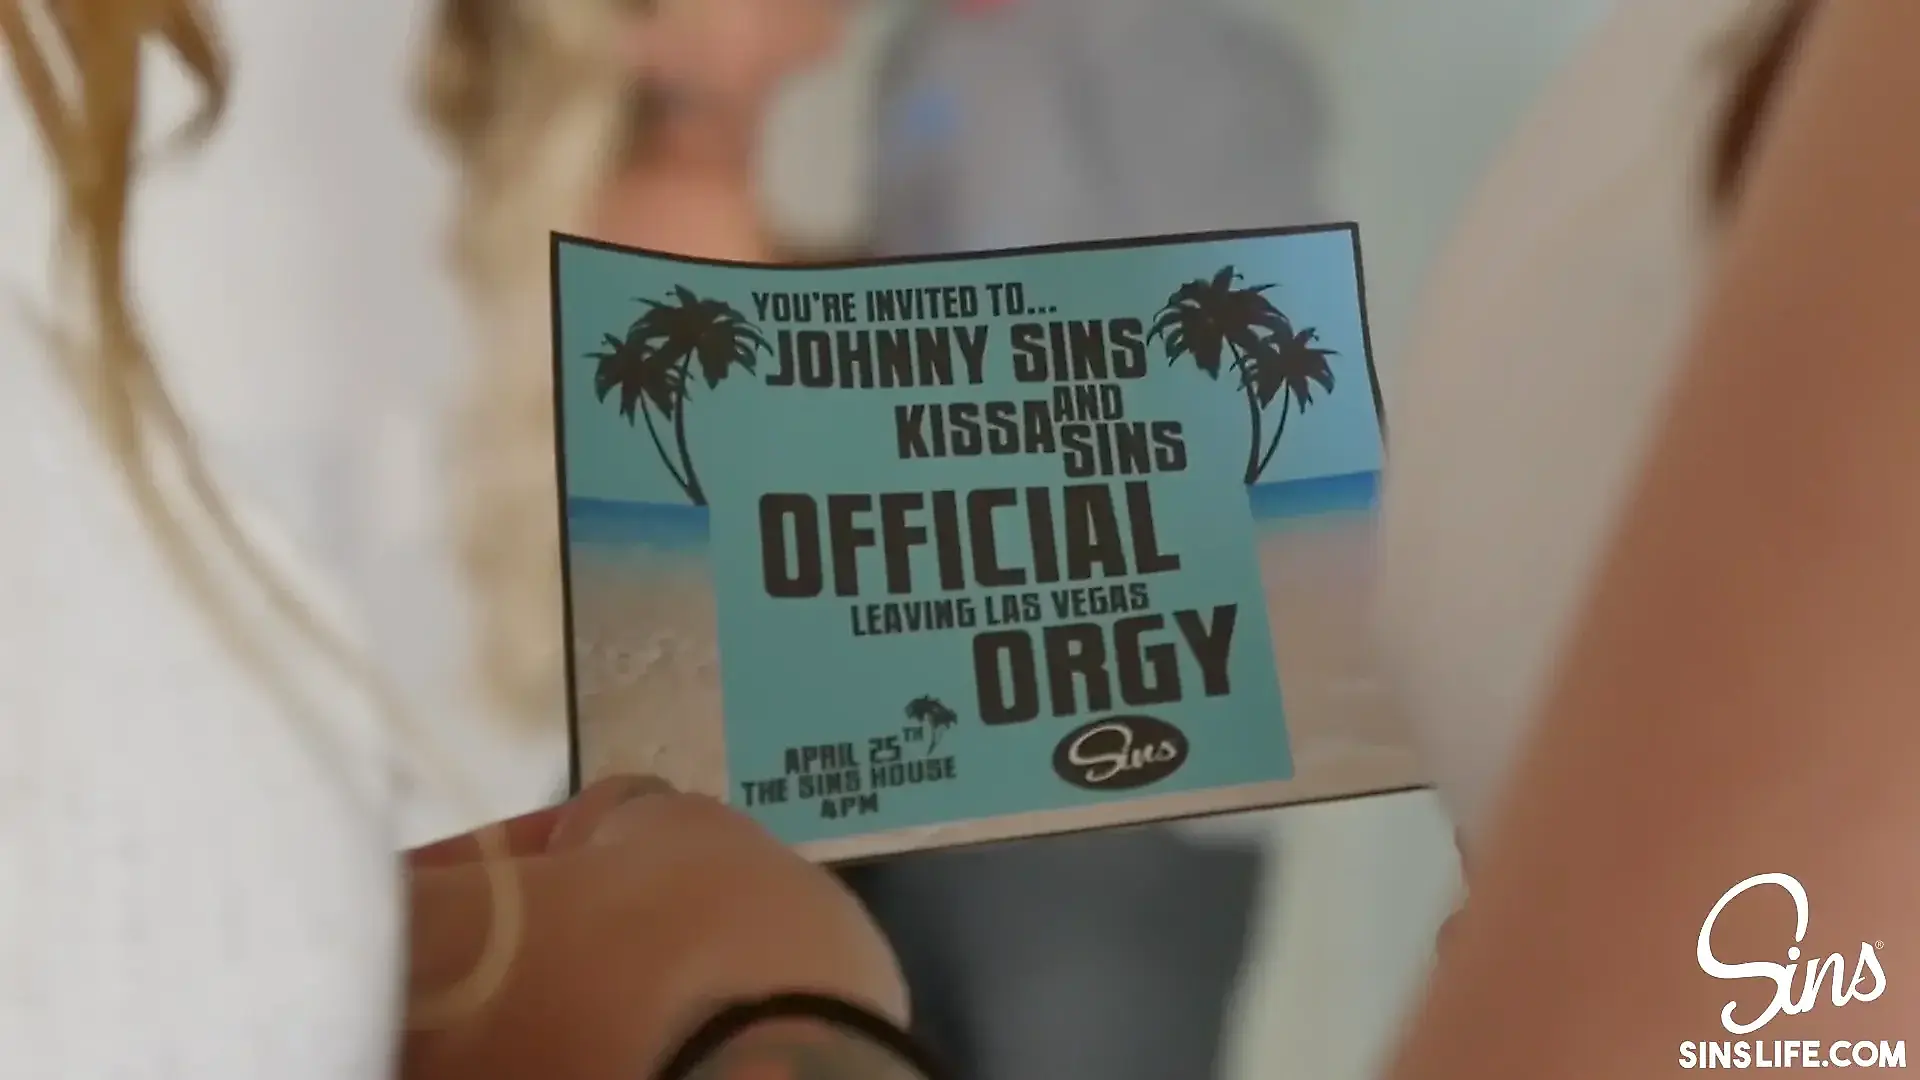 YOU'RE INVITED TO...
JOHNNY SINS
AND
KISSA SINS
OFFICIAL
LEAVING LAS VEGAS
ORGY
APRIL 25TH
THE SINS HOUSE
4PM
Sins
Sins®
SINSLIFE.COM